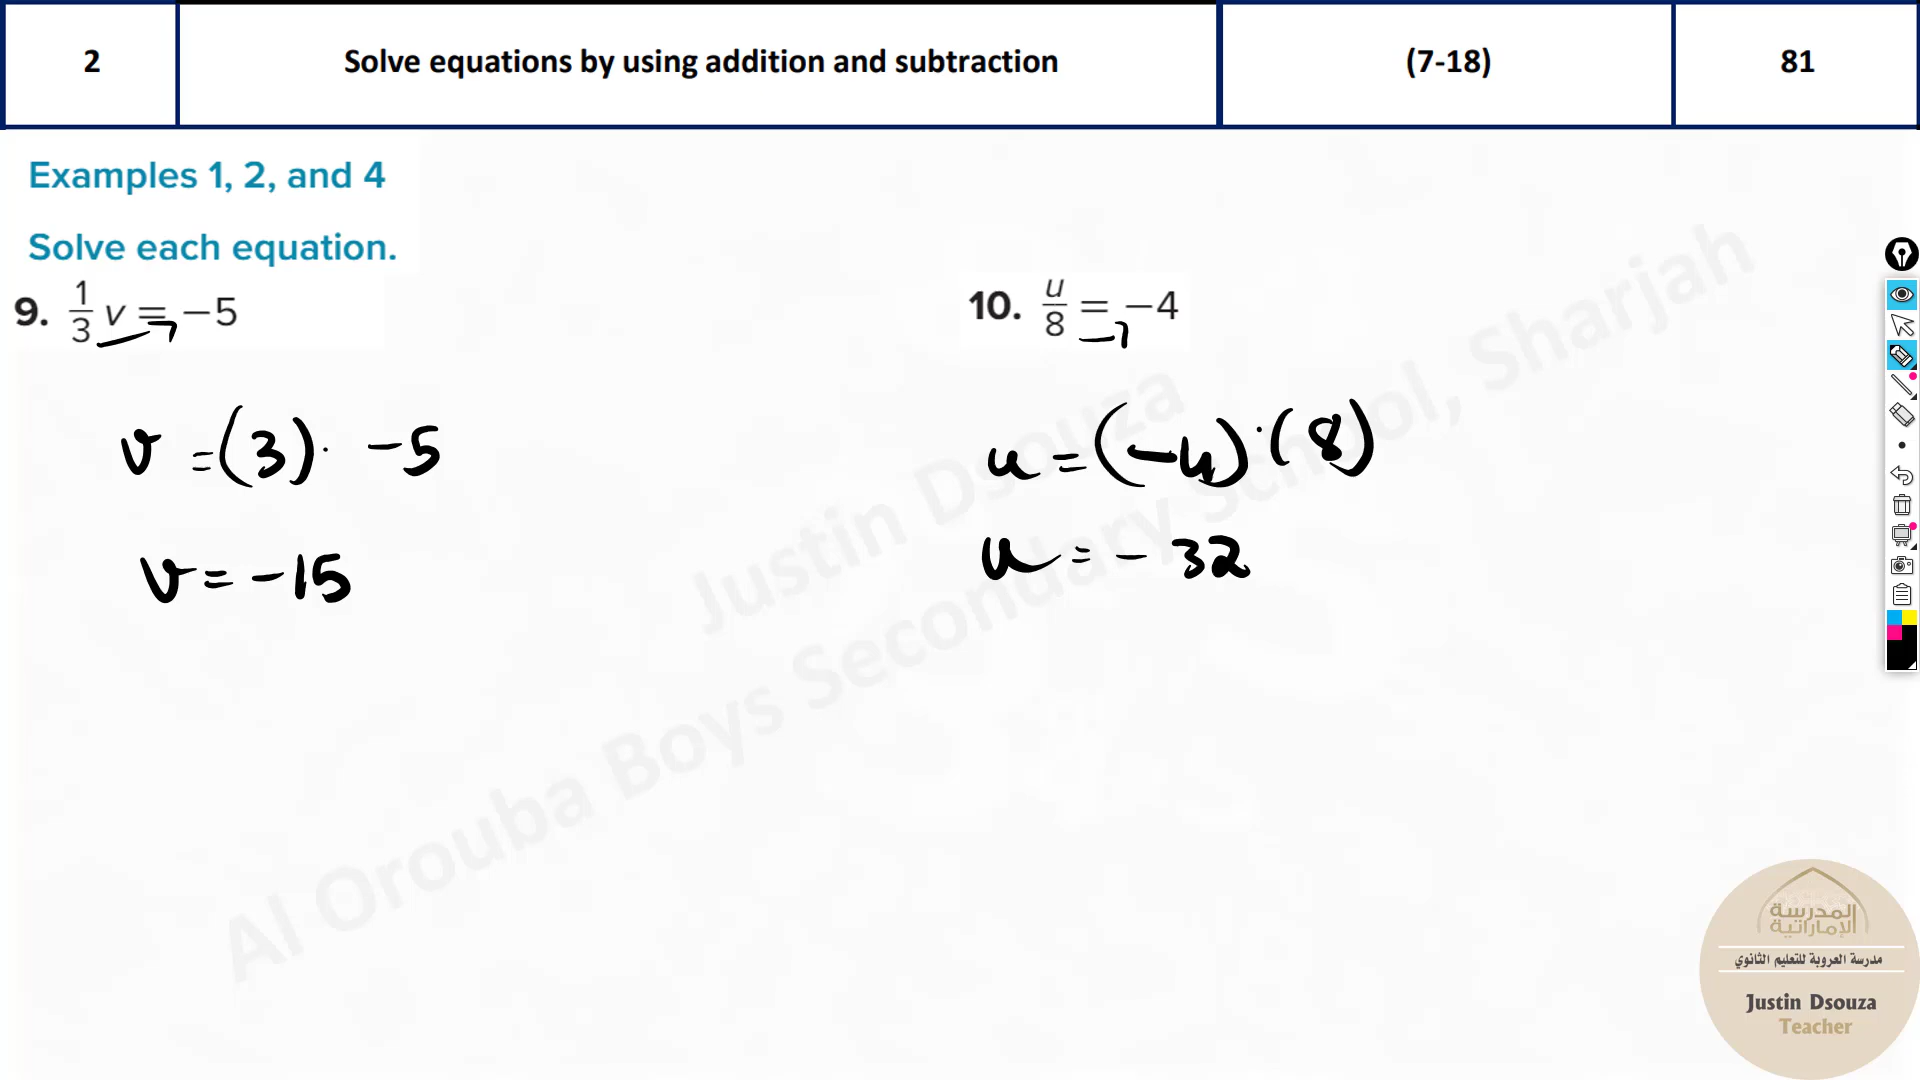 2 Solve equations by using addition and subtraction (7-18) 81
Examples 1, 2, and 4
Solve each equation.
9. 1/3 v = -5
v = (3) · -5
v = -15
10. u/8 = -4
u = (-4) · (8)
u = -32
Justin Dsouza
Al Orouba Boys Secondary School, Sharjah
المدرسة
الإماراتية
مدرسة العروبة للتعليم الثانوي
Justin Dsouza
Teacher